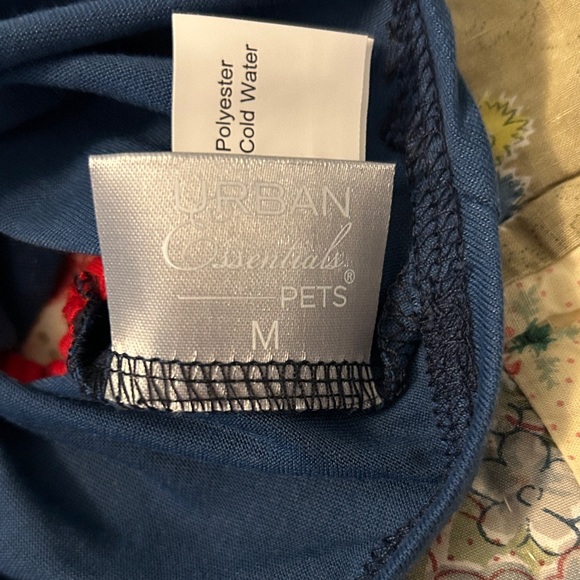 Polyester
Cold Water
URBAN
Essentials
PETS®
M